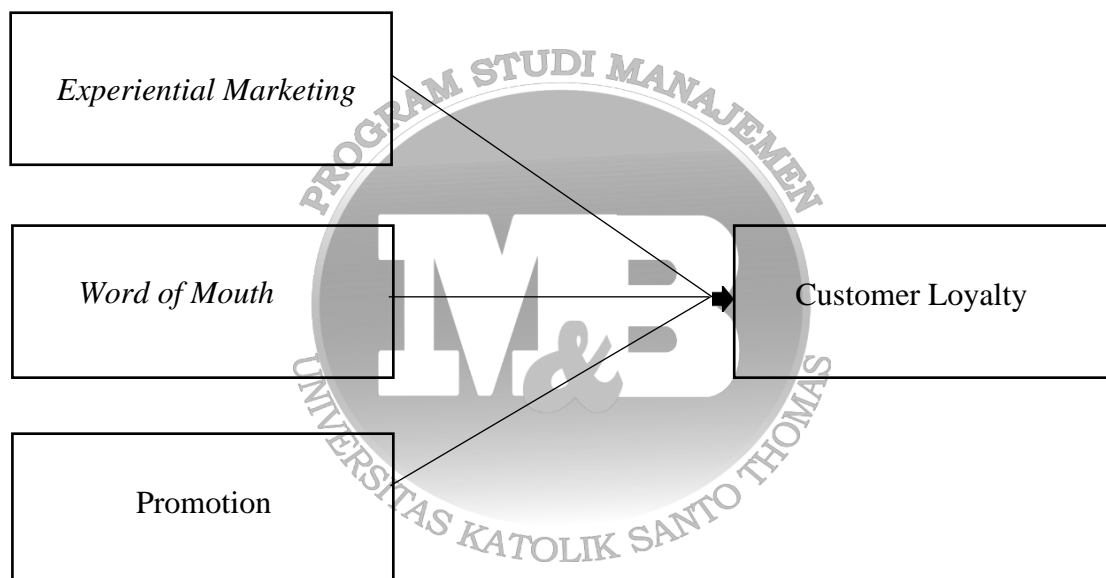 Experiential Marketing
PROGRAM STUDI MANAJEMEN
M&B
Word of Mouth
Customer Loyalty
Promotion
UNIVERSITAS KATOLIK SANTO THOMAS